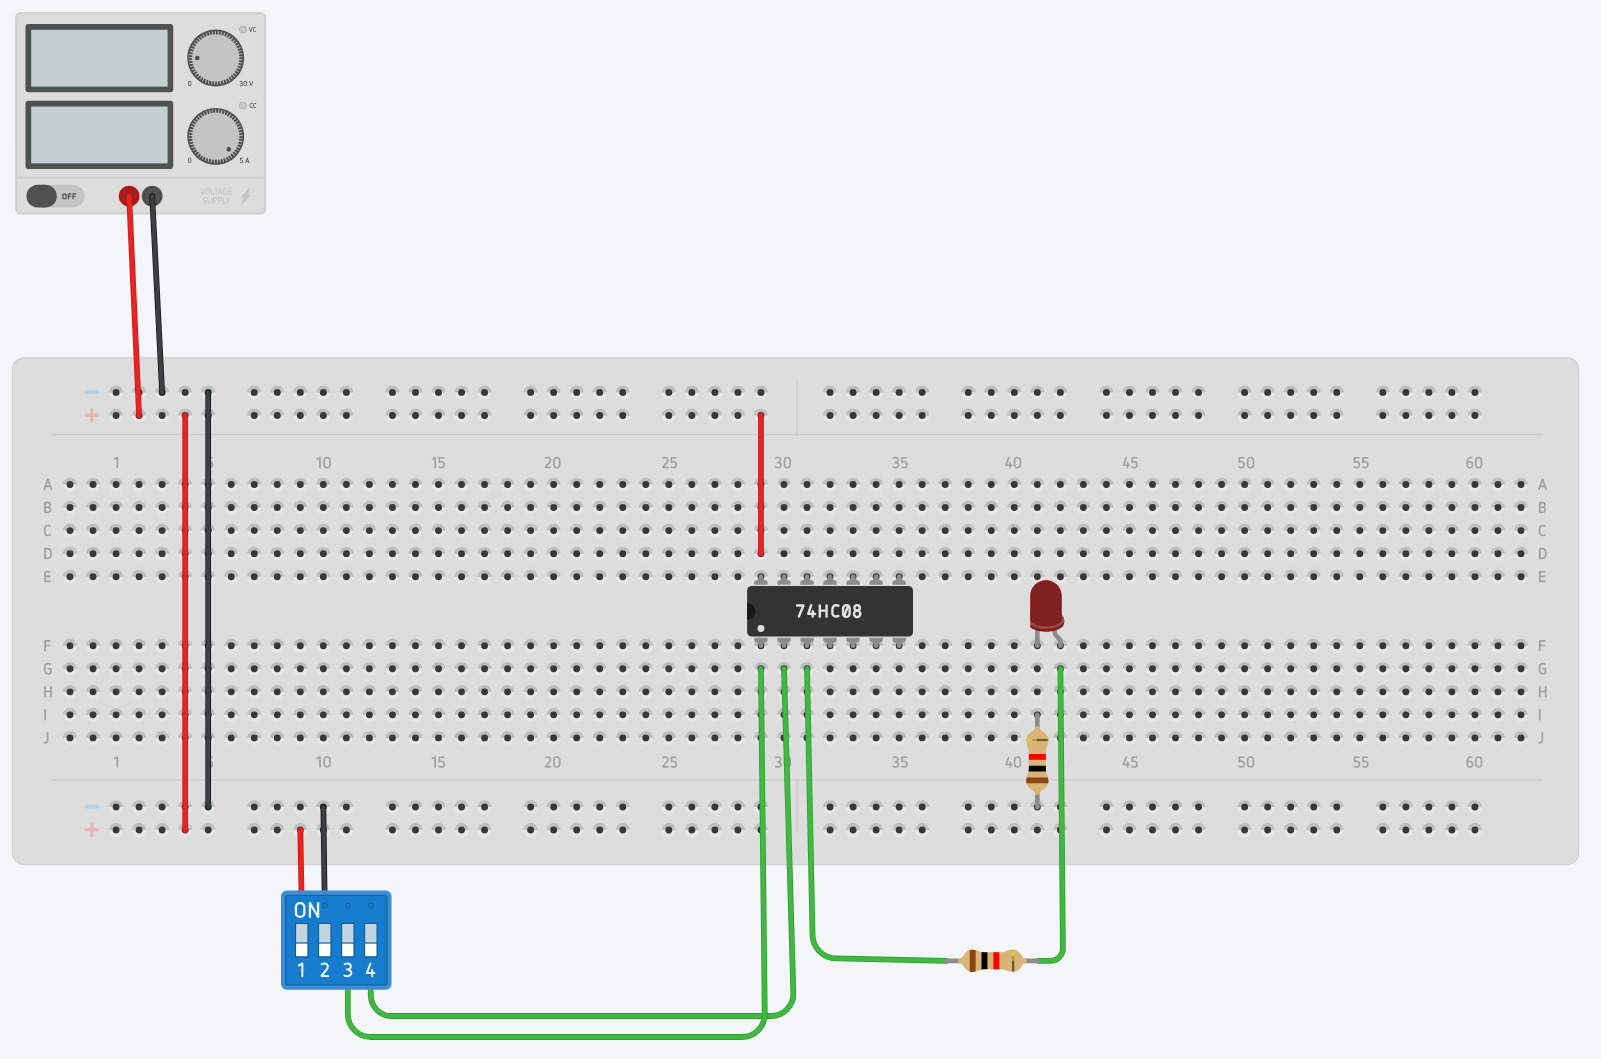 VC
0 30 V
CC
0 5 A
OFF VOLTAGE
SUPPLY
−
+
1 5 10 15 20 25 30 35 40 45 50 55 60
A A
B B
C C
D D
E E
74HC08
F F
G G
H H
I I
J J
1 5 10 15 20 25 30 35 40 45 50 55 60
−
+
ON
1 2 3 4